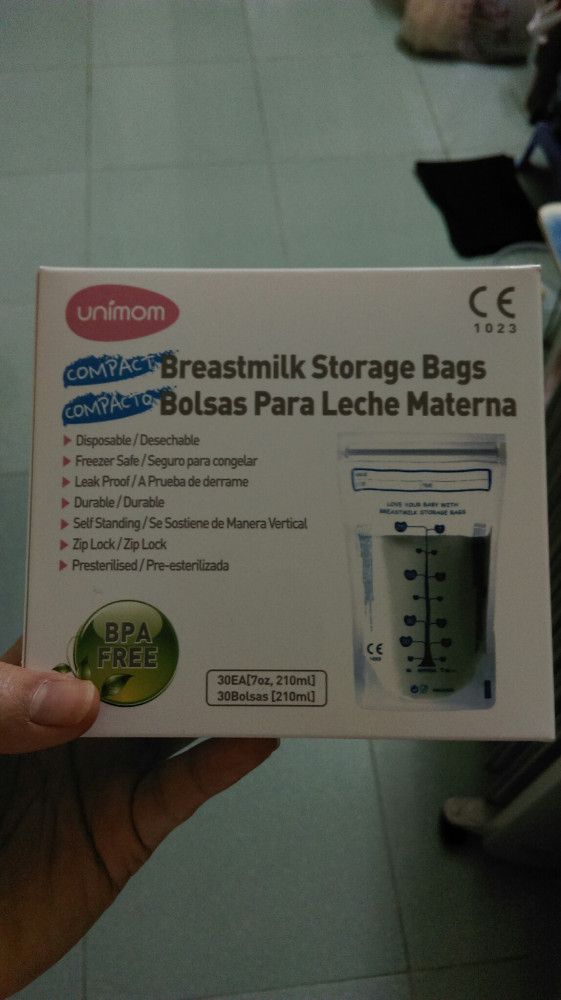 unimom
CE
1023
COMPACT Breastmilk Storage Bags
COMPACTO Bolsas Para Leche Materna
Disposable / Desechable
Freezer Safe / Seguro para congelar
Leak Proof / A Prueba de derrame
Durable / Durable
Self Standing / Se Sostiene de Manera Vertical
Zip Lock / Zip Lock
Presterilised / Pre-esterilizada
LOVE YOUR BABY WITH
BREASTMILK STORAGE BAGS
CE
BPA
FREE
30EA[7oz, 210ml]
30Bolsas [210ml]